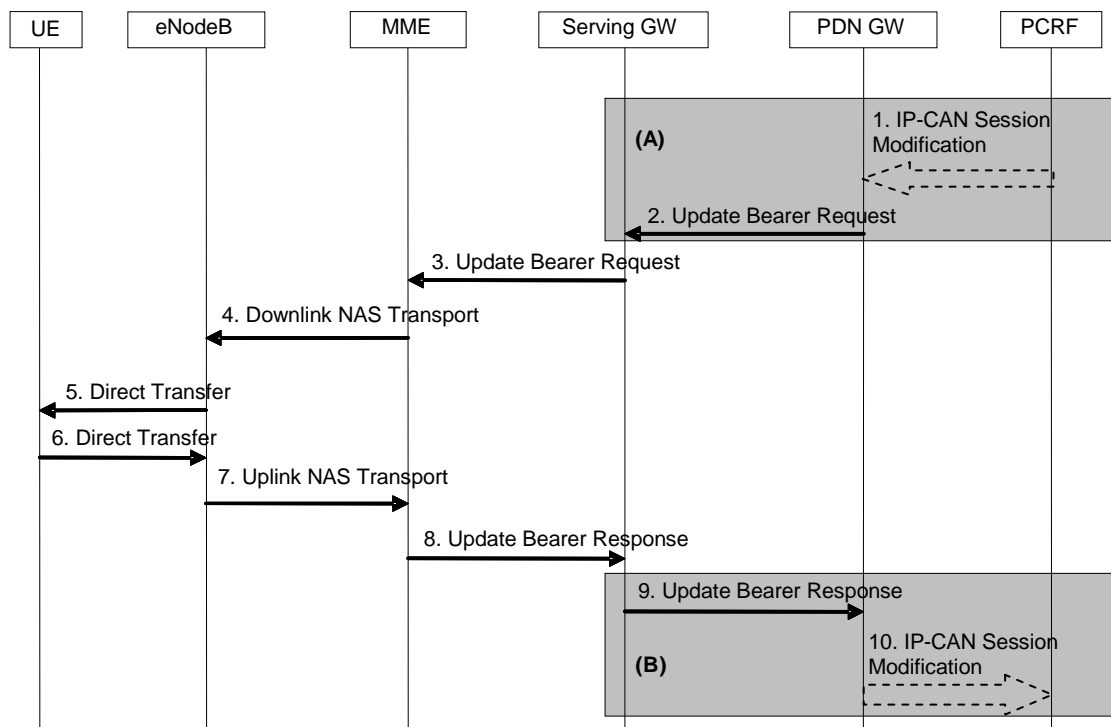 UE
eNodeB
MME
Serving GW
PDN GW
PCRF
(A)
1. IP-CAN Session
Modification
2. Update Bearer Request
3. Update Bearer Request
4. Downlink NAS Transport
5. Direct Transfer
6. Direct Transfer
7. Uplink NAS Transport
8. Update Bearer Response
9. Update Bearer Response
(B)
10. IP-CAN Session
Modification